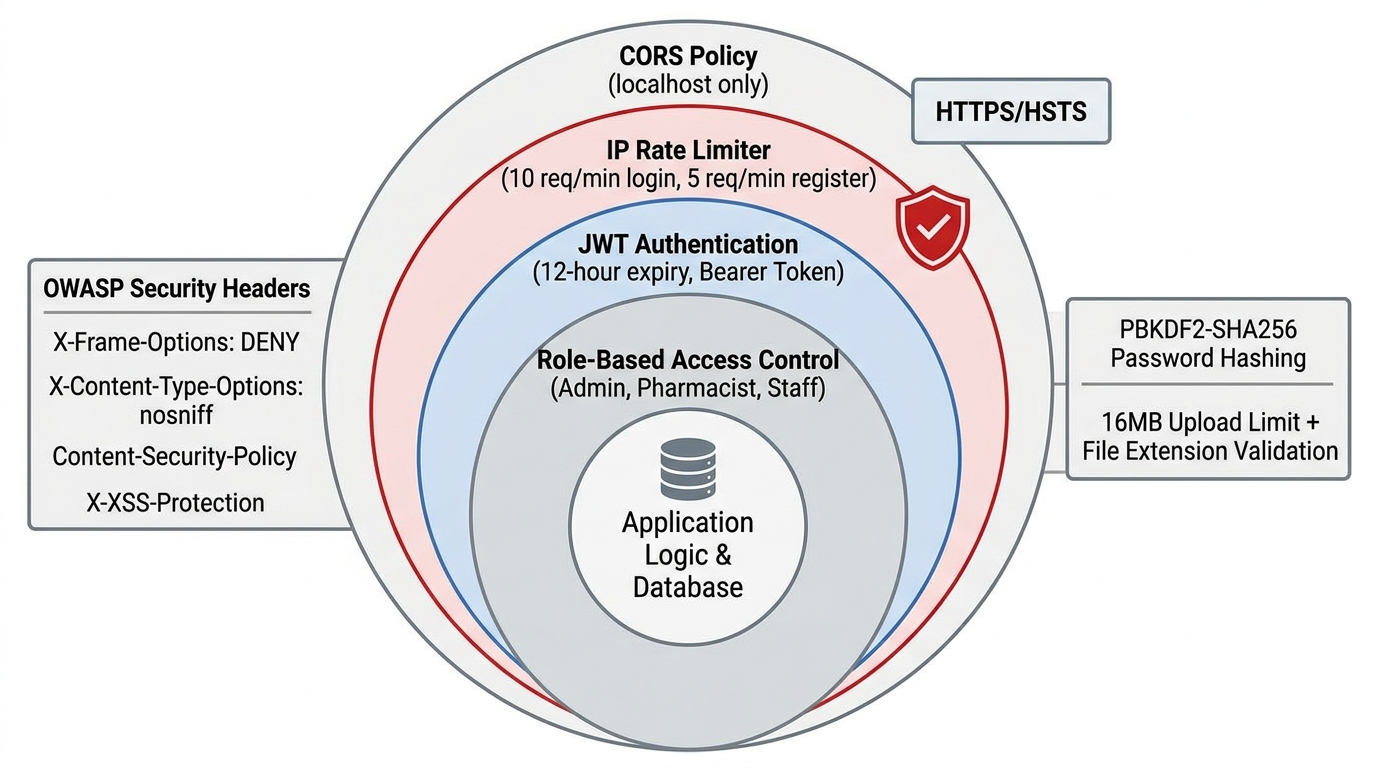 CORS Policy
(localhost only)
HTTPS/HSTS
IP Rate Limiter
(10 req/min login, 5 req/min register)
JWT Authentication
(12-hour expiry, Bearer Token)
OWASP Security Headers
X-Frame-Options: DENY
X-Content-Type-Options:
nosniff
Content-Security-Policy
X-XSS-Protection
Role-Based Access Control
(Admin, Pharmacist, Staff)
Application
Logic &
Database
PBKDF2-SHA256
Password Hashing
16MB Upload Limit +
File Extension Validation